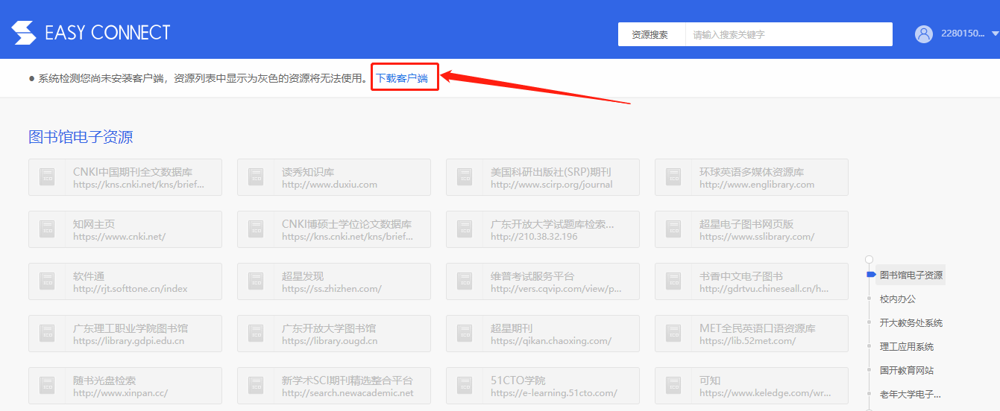 EASY CONNECT
资源搜索 请输入搜索关键字
2280150...
● 系统检测您尚未安装客户端，资源列表中显示为灰色的资源将无法使用。 下载客户端
图书馆电子资源
CNKI中国期刊全文数据库
https://kns.cnki.net/kns/brief...
读秀知识库
http://www.duxiu.com
美国科研出版社(SRP)期刊
http://www.scirp.org/journal
环球英语多媒体资源库
http://www.englibrary.com
知网主页
https://www.cnki.net/
CNKI博硕士学位论文数据库
https://kns.cnki.net/kns/brief...
广东开放大学试题库检索...
http://210.38.32.196
超星电子图书网页版
https://www.sslibrary.com/
软件通
http://rjt.softtone.cn/index
超星发现
https://ss.zhizhen.com/
维普考试服务平台
http://vers.cqvip.com/view/p...
书香中文电子图书
http://gdrtvu.chineseall.cn/h...
广东理工职业学院图书馆
https://library.gdpi.edu.cn
广东开放大学图书馆
https://library.ougd.cn
超星期刊
https://qikan.chaoxing.com/
MET全民英语口语资源库
https://lib.52met.com/
随书光盘检索
http://www.xinpan.cc/
新学术SCI期刊精选整合平台
http://search.newacademic.net
51CTO学院
https://e-learning.51cto.com/
可知
https://www.keledge.com/wr...
图书馆电子资源
校内办公
开大教务处系统
理工应用系统
国开教育网站
老年大学电子...